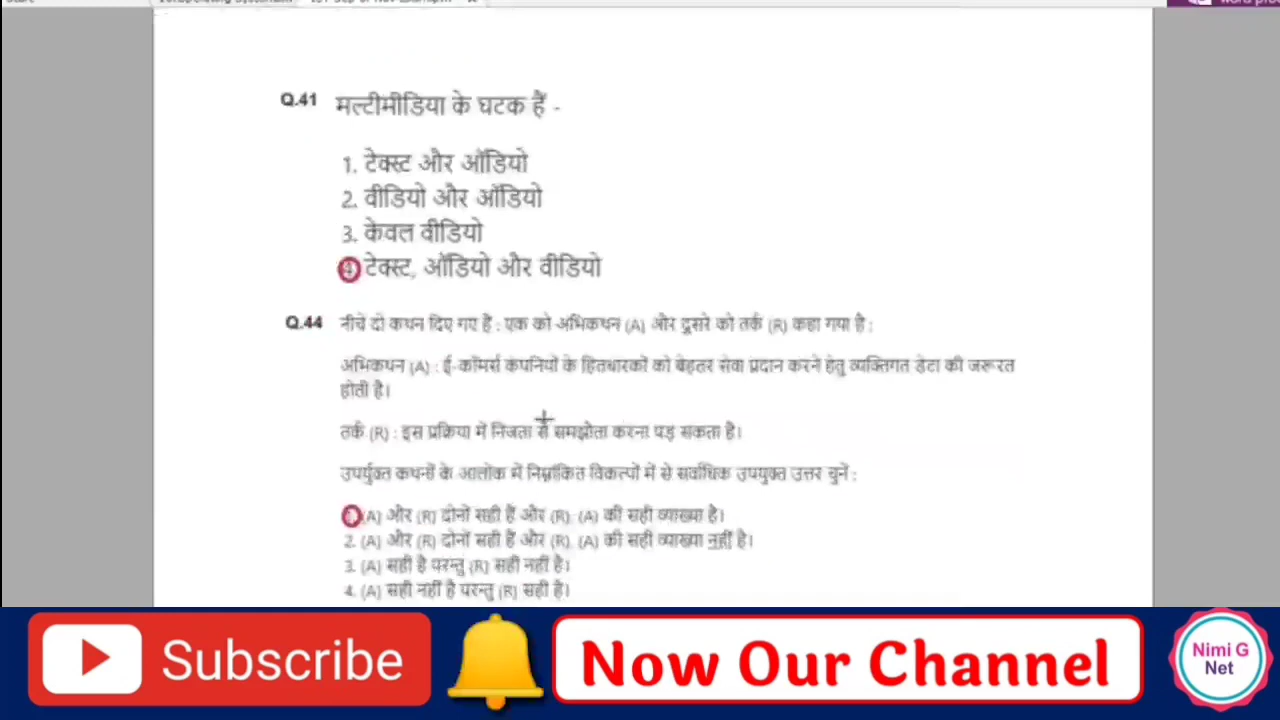 Q.41 मल्टीमीडिया के घटक हैं -
1. टेक्स्ट और ऑडियो
2. वीडियो और ऑडियो
3. केवल वीडियो
4 टेक्स्ट, ऑडियो और वीडियो
Q.44 नीचे दो कथन दिए गए हैं : एक को अभिकथन (A) और दूसरे को तर्क (R) कहा गया है :
अभिकथन (A) : ई-कॉमर्स कंपनियों के हितधारकों को बेहतर सेवा प्रदान करने हेतु व्यक्तिगत डेटा की जरूरत
होती है।
तर्क (R) : इस प्रक्रिया में निजता से समझौता करना पड़ सकता है।
उपर्युक्त कथनों के आलोक में निम्नांकित विकल्पों में से सर्वाधिक उपयुक्त उत्तर चुनें :
(A) और (R) दोनों सही हैं और (R), (A) की सही व्याख्या है।
2. (A) और (R) दोनों सही हैं और (R), (A) की सही व्याख्या नहीं है।
3. (A) सही है परन्तु (R) सही नहीं है।
4. (A) सही नहीं है परन्तु (R) सही है।
Subscribe
Now Our Channel
Nimi G
Net